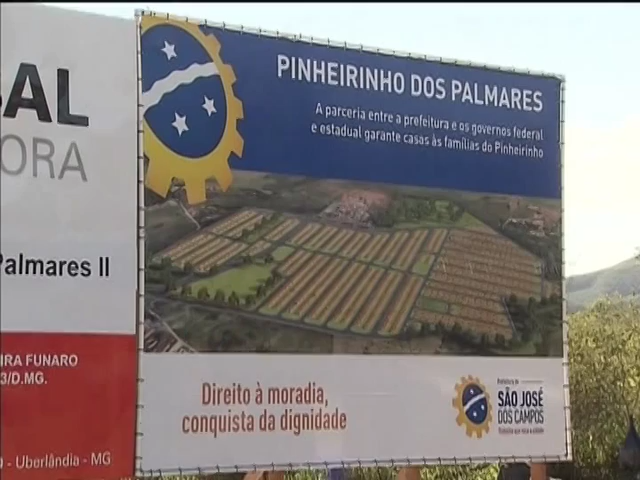 BAL
ORA
Palmares II
IRA FUNARO
3/D.MG.
- Uberlândia - MG
PINHEIRINHO DOS PALMARES
A parceria entre a prefeitura e os governos federal
e estadual garante casas às famílias do Pinheirinho
Direito à moradia,
conquista da dignidade
Prefeitura de
SÃO JOSÉ
DOS CAMPOS